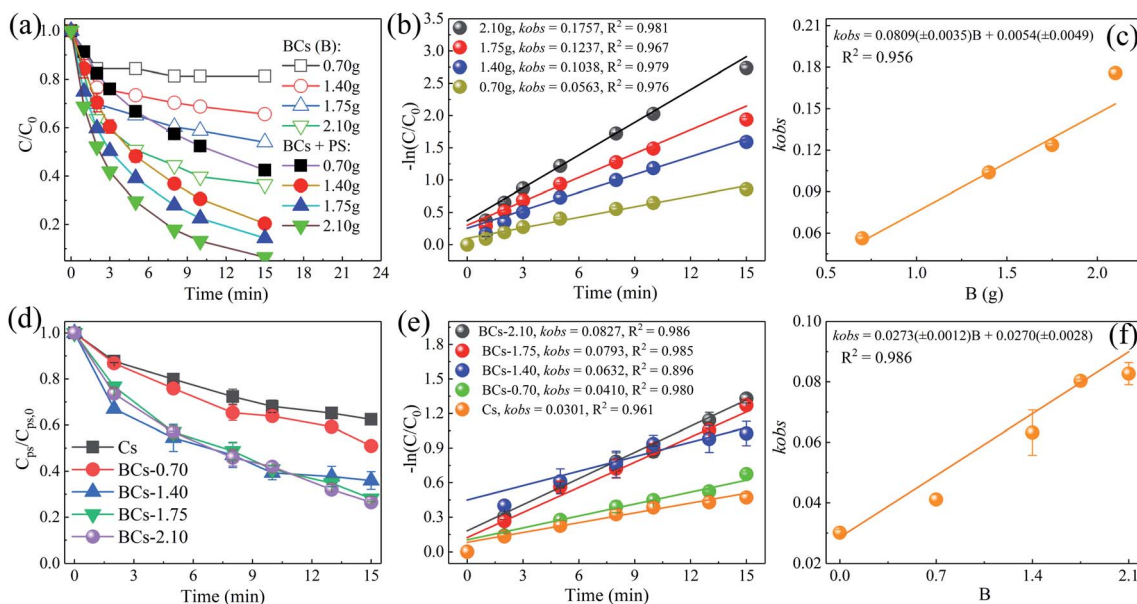 (a)
C/C0
1.0
0.8
0.6
0.4
0.2
BCs (B):
0.70g
1.40g
1.75g
2.10g
BCs + PS:
0.70g
1.40g
1.75g
2.10g
0 3 6 9 12 15 18 21 24
Time (min)
(b)
-ln(C/C0)
3.5
3.0
2.5
2.0
1.5
1.0
0.5
0.0
2.10g, kobs = 0.1757, R2 = 0.981
1.75g, kobs = 0.1237, R2 = 0.967
1.40g, kobs = 0.1038, R2 = 0.979
0.70g, kobs = 0.0563, R2 = 0.976
0 3 6 9 12 15
Time (min)
(c)
kobs
kobs = 0.0809(±0.0035)B + 0.0054(±0.0049)
R2 = 0.956
0.15
0.12
0.09
0.06
0.5 1.0 1.5 2.0
B (g)
(d)
Cps/Cps,0
1.0
0.8
0.6
0.4
0.2
0.0
Cs
BCs-0.70
BCs-1.40
BCs-1.75
BCs-2.10
0 3 6 9 12 15
Time (min)
(e)
-ln(C/C0)
1.8
1.5
1.2
0.9
0.6
0.3
0.0
BCs-2.10, kobs = 0.0827, R2 = 0.986
BCs-1.75, kobs = 0.0793, R2 = 0.985
BCs-1.40, kobs = 0.0632, R2 = 0.896
BCs-0.70, kobs = 0.0410, R2 = 0.980
Cs, kobs = 0.0301, R2 = 0.961
0 3 6 9 12 15
Time (min)
(f)
kobs
kobs = 0.0273(±0.0012)B + 0.0270(±0.0028)
R2 = 0.986
0.10
0.08
0.06
0.04
0.02
0.0 0.7 1.4 2.1
B